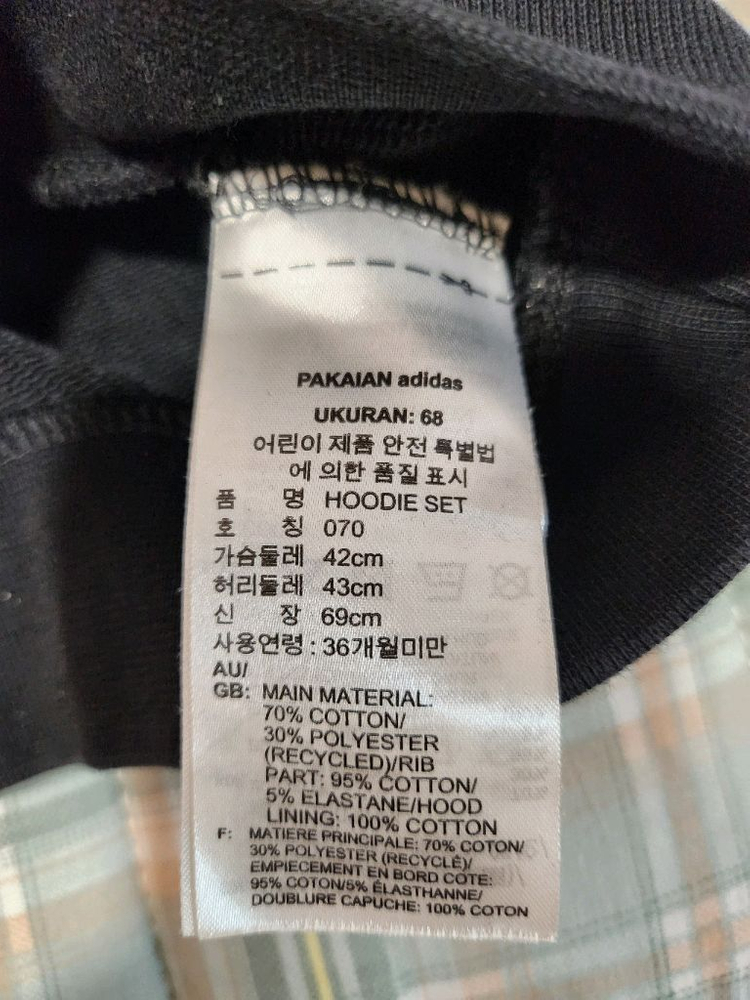 PAKAIAN adidas
UKURAN: 68
어린이 제품 안전 특별법
에 의한 품질 표시
품 명 HOODIE SET
호 칭 070
가슴둘레 42cm
허리둘레 43cm
신 장 69cm
사용연령 : 36개월미만
AU/
GB: MAIN MATERIAL:
70% COTTON/
30% POLYESTER
(RECYCLED)/RIB
PART: 95% COTTON/
5% ELASTANE/HOOD
LINING: 100% COTTON
F: MATIERE PRINCIPALE: 70% COTON/
30% POLYESTER (RECYCLÉ)/
EMPIECEMENT EN BORD COTE:
95% COTON/5% ÉLASTHANNE/
DOUBLURE CAPUCHE: 100% COTON